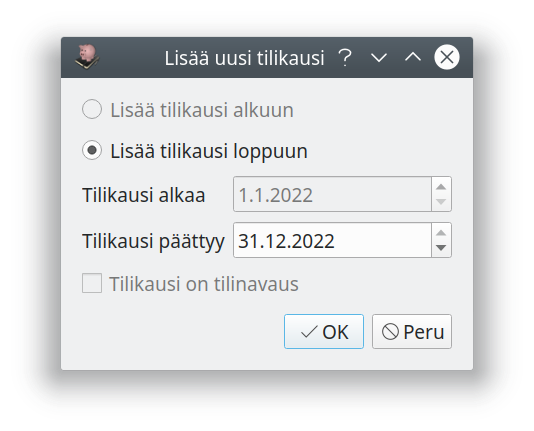 Lisää uusi tilikausi
Lisää tilikausi alkuun
Lisää tilikausi loppuun
Tilikausi alkaa 1.1.2022
Tilikausi päättyy 31.12.2022
Tilikausi on tilinavaus
OK Peru